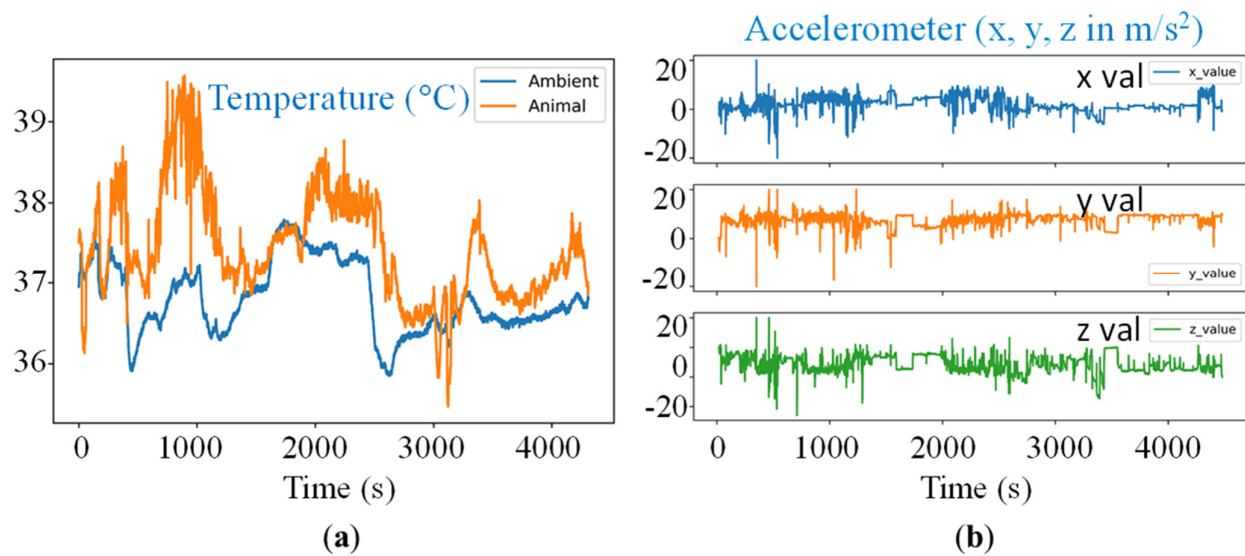 Temperature (°C)
Ambient
Animal
39
38
37
36
0 1000 2000 3000 4000
Time (s)
(a)
Accelerometer (x, y, z in m/s²)
20
0
-20
x val
x_value
20
0
-20
y val
y_value
20
0
-20
z val
z_value
0 1000 2000 3000 4000
Time (s)
(b)